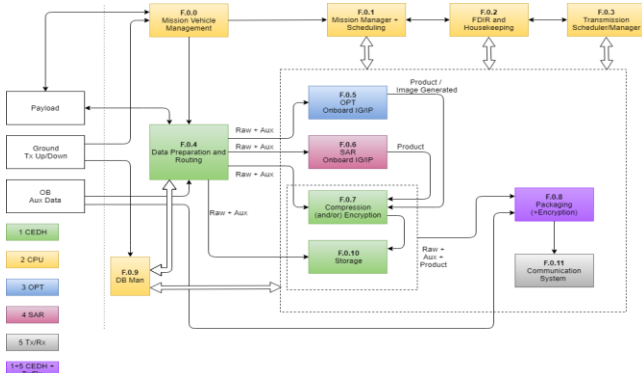 F.0.0
Mission Vehicle
Management
F.0.1
Mission Manager +
Scheduling
F.0.2
FDIR and
Housekeeping
F.0.3
Transmission
Scheduler/Manager
Payload
Ground
Tx Up/Down
OB
Aux Data
F.0.4
Data Preparation and
Routing
Raw + Aux
Raw + Aux
Raw + Aux
Raw + Aux
F.0.5
OPT
Onboard IG/IP
Product /
Image Generated
F.0.6
SAR
Onboard IG/IP
Product
F.0.7
Compression
(and/or) Encryption
F.0.10
Storage
Raw +
Aux +
Product
F.0.8
Packaging
(+Encryption)
F.0.11
Communication
System
F.0.9
DB Man
1 CEDH
2 CPU
3 OPT
4 SAR
5 Tx/Rx
1+5 CEDH +